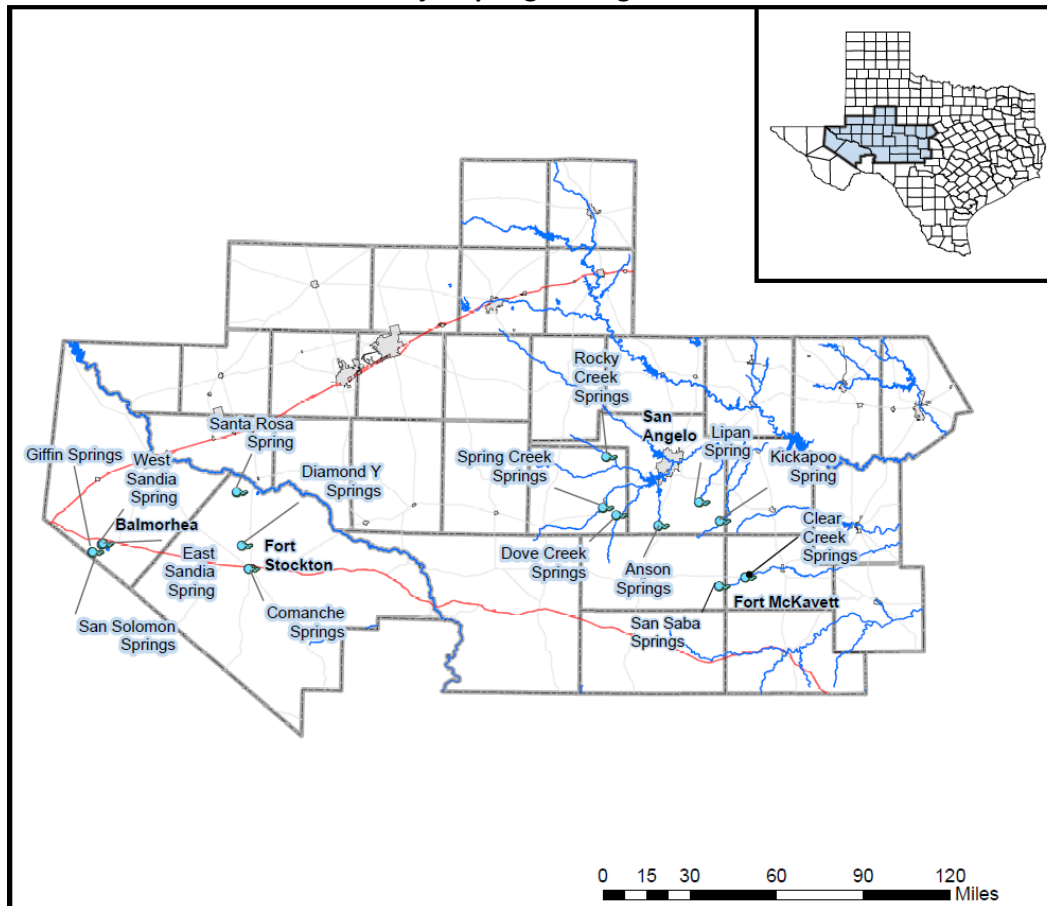 Rocky
Creek
Springs
San
Angelo
Lipan
Spring
Kickapoo
Spring
Santa Rosa
Spring
Giffin Springs
West
Sandia
Spring
Diamond Y
Springs
Spring Creek
Springs
Clear
Creek
Springs
Balmorhea
East
Sandia
Spring
Fort
Stockton
Dove Creek
Springs
Anson
Springs
Fort McKavett
San Solomon
Springs
Comanche
Springs
San Saba
Springs
0 15 30 60 90 120
Miles